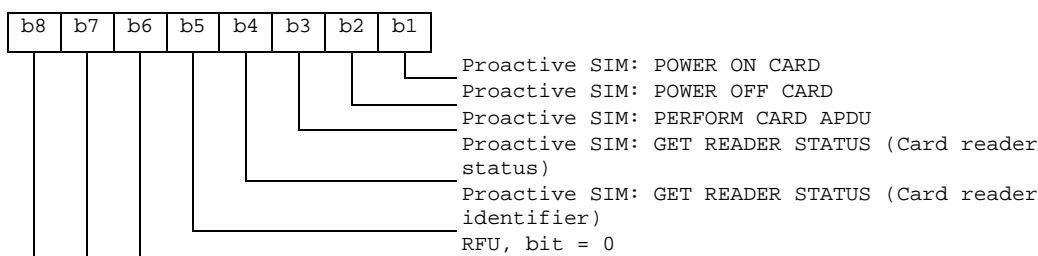 b8 b7 b6 b5 b4 b3 b2 b1
Proactive SIM: POWER ON CARD
Proactive SIM: POWER OFF CARD
Proactive SIM: PERFORM CARD APDU
Proactive SIM: GET READER STATUS (Card reader
status)
Proactive SIM: GET READER STATUS (Card reader
identifier)
RFU, bit = 0